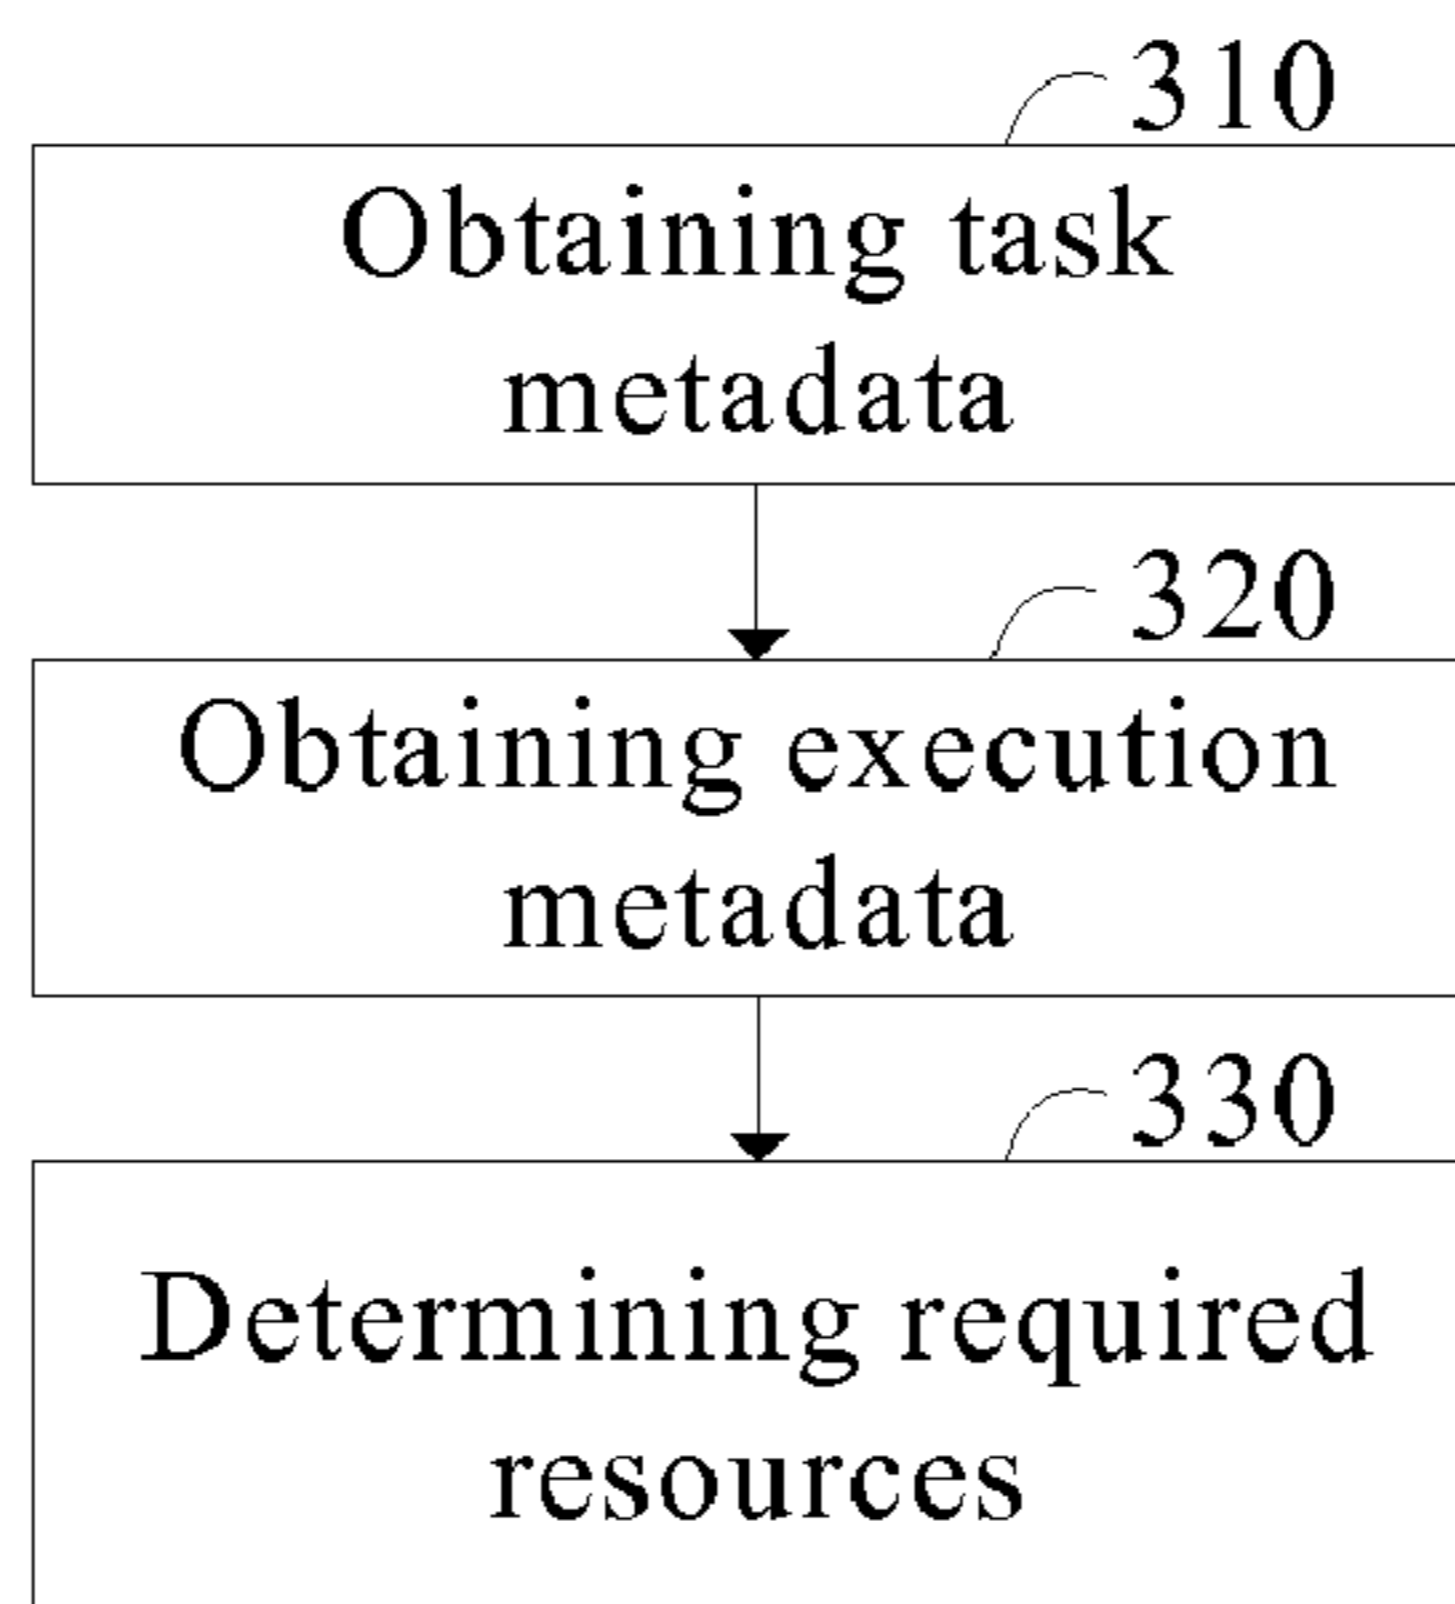 310
Obtaining task
metadata
320
Obtaining execution
metadata
330
Determining required
resources